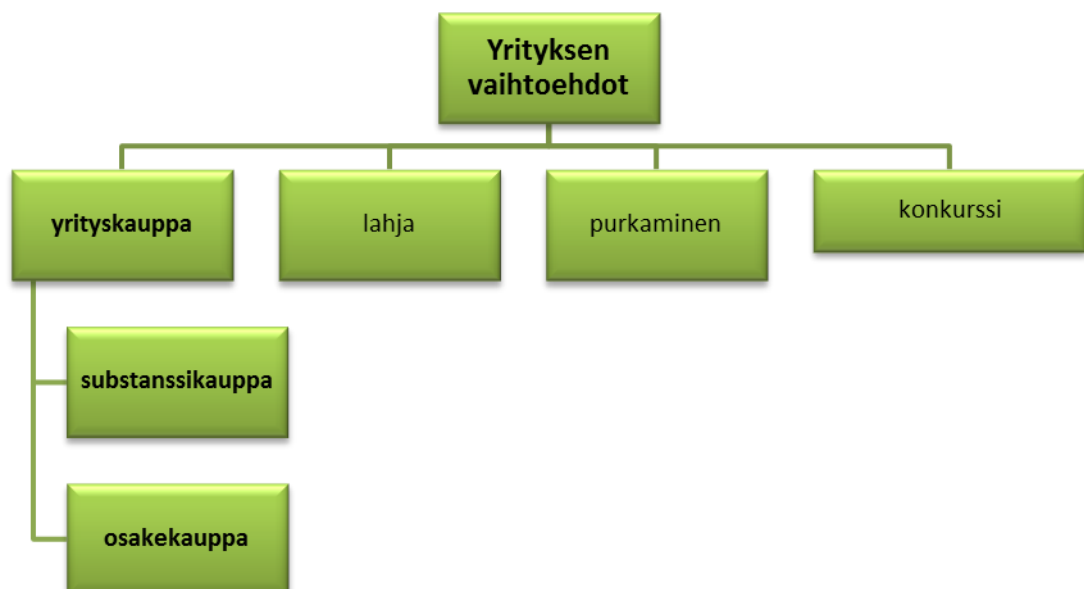 Yrityksen
vaihtoehdot
yrityskauppa
lahja
purkaminen
konkurssi
substanssikauppa
osakekauppa